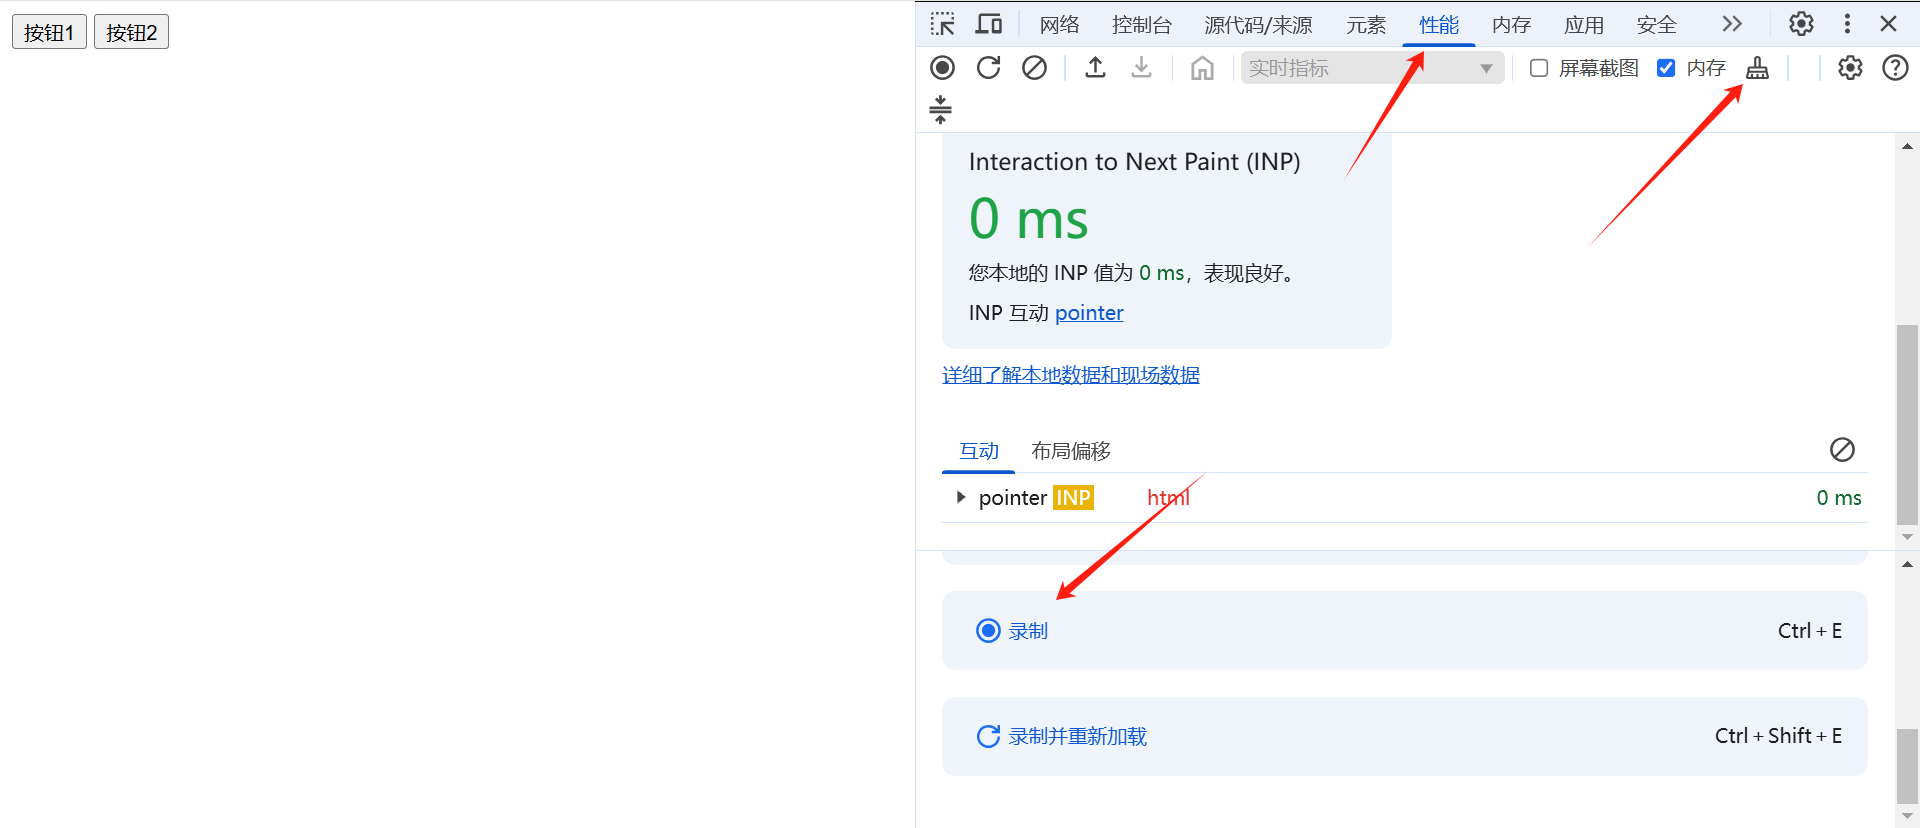 按钮1 按钮2
网络 控制台 源代码/来源 元素 性能 内存 应用 安全
实时指标 屏幕截图 内存
Interaction to Next Paint (INP)
0 ms
您本地的 INP 值为 0 ms，表现良好。
INP 互动 pointer
详细了解本地数据和现场数据
互动 布局偏移
pointer INP html 0 ms
录制 Ctrl + E
录制并重新加载 Ctrl + Shift + E